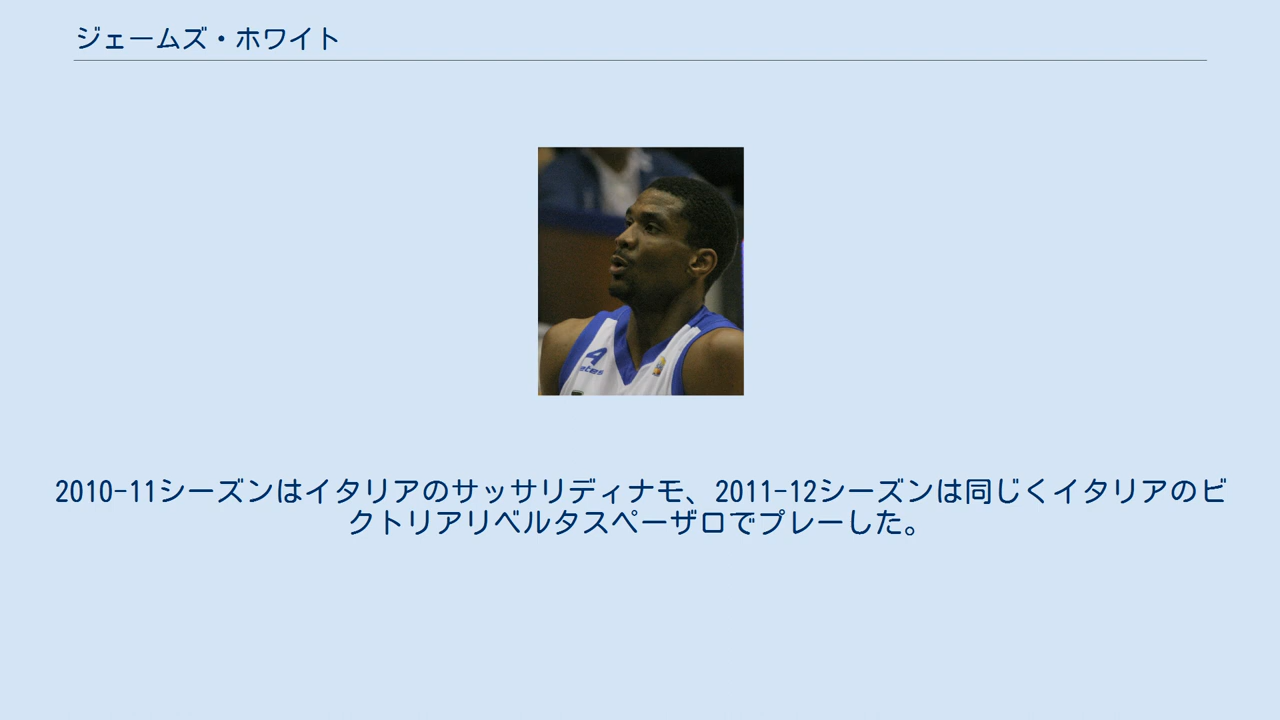 ジェームズ・ホワイト
2010-11シーズンはイタリアのサッサリディナモ、2011-12シーズンは同じくイタリアのビ
クトリアリベルタスペーザロでプレーした。